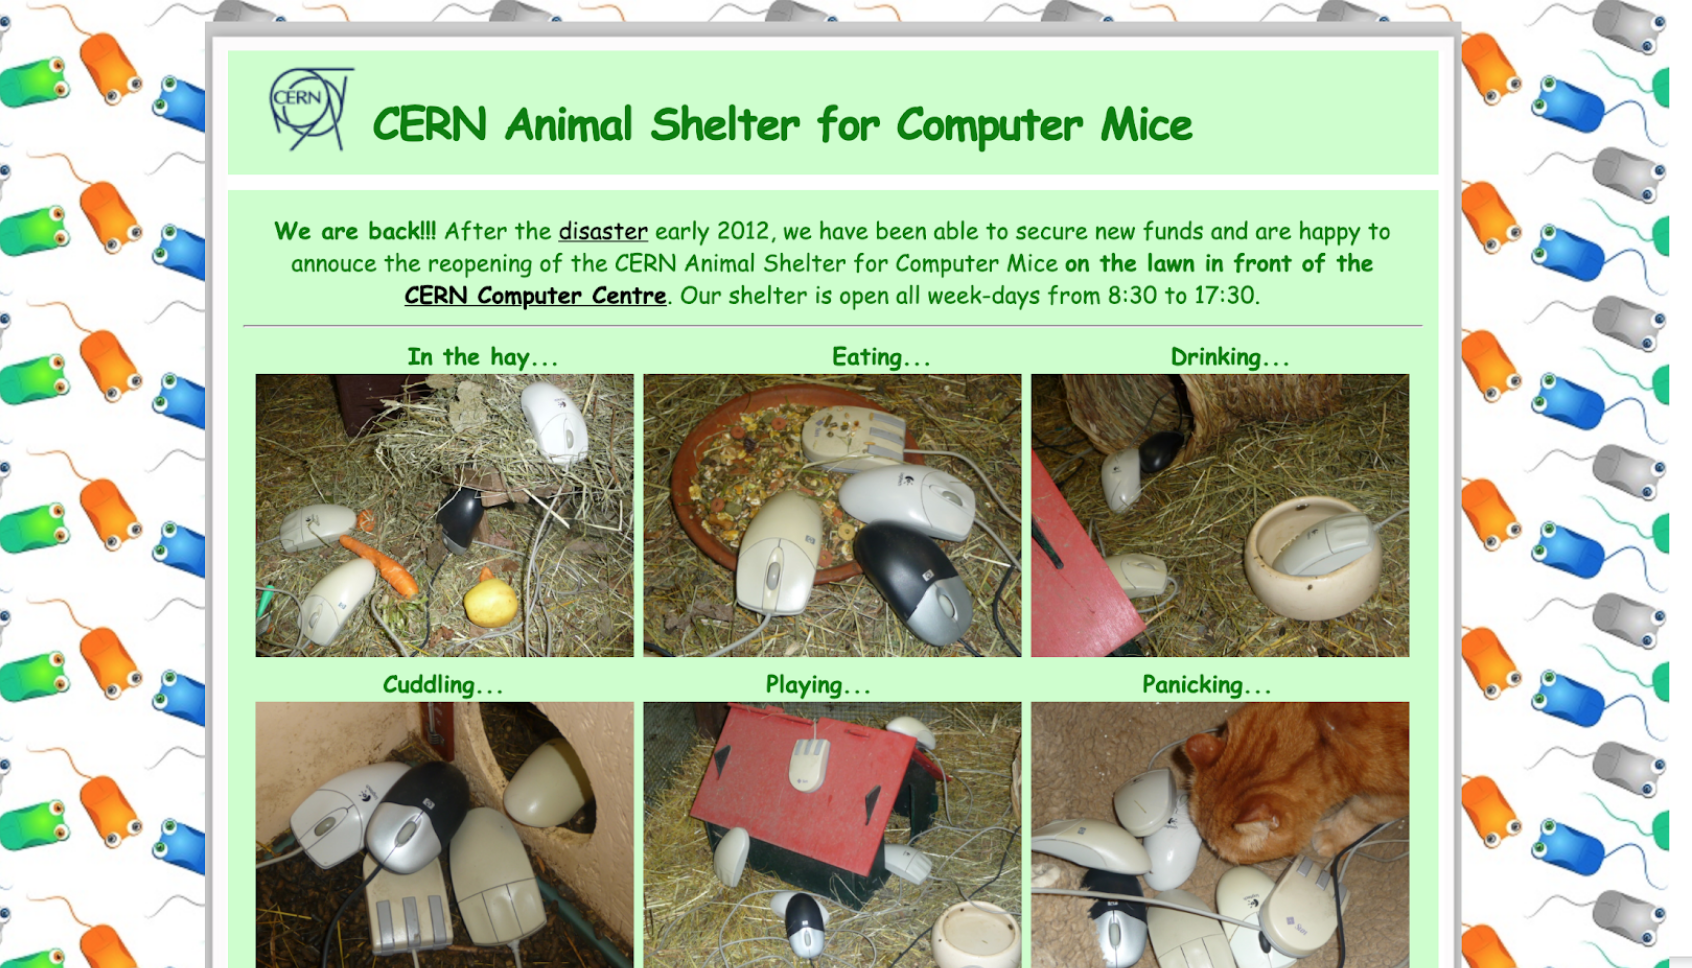 CERN
CERN Animal Shelter for Computer Mice
We are back!!! After the disaster early 2012, we have been able to secure new funds and are happy to
annouce the reopening of the CERN Animal Shelter for Computer Mice on the lawn in front of the
CERN Computer Centre. Our shelter is open all week-days from 8:30 to 17:30.
In the hay...
Eating...
Drinking...
Cuddling...
Playing...
Panicking...